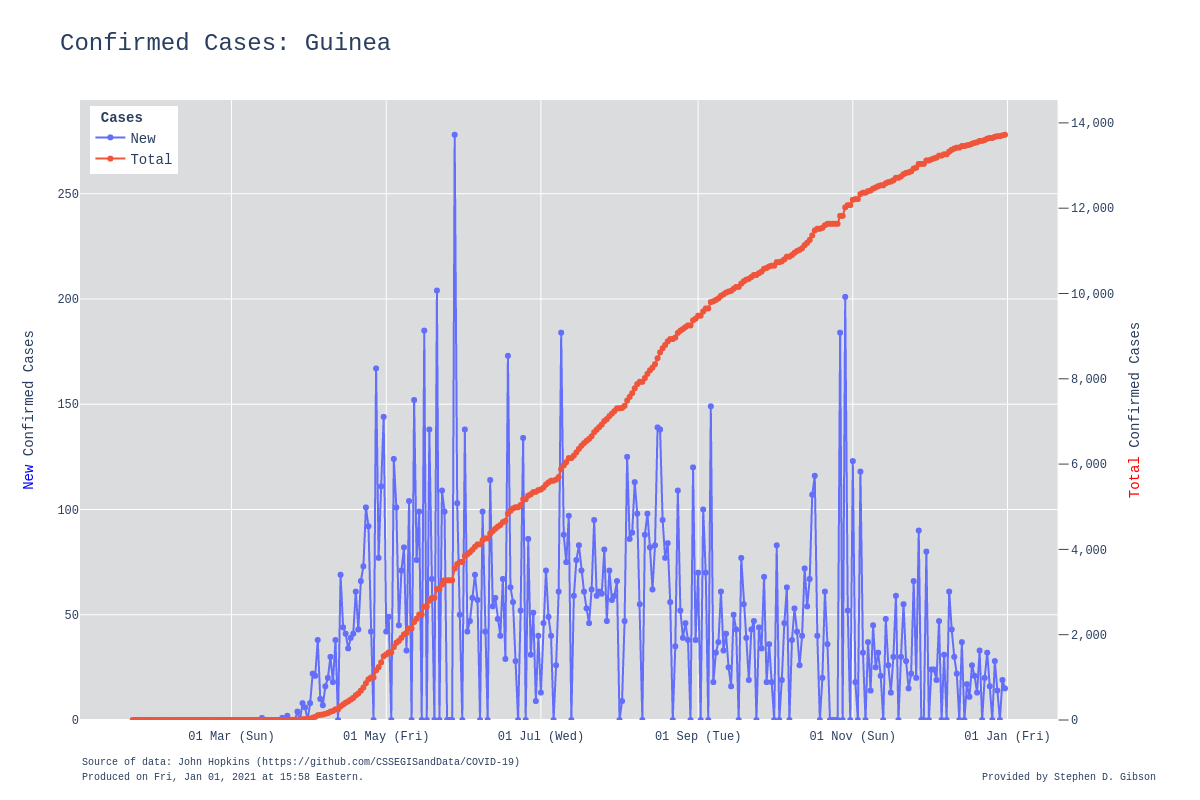 Confirmed Cases: Guinea
Cases
New
Total
250
200
150
100
50
0
New Confirmed Cases
14,000
12,000
10,000
8,000
6,000
4,000
2,000
0
Total Confirmed Cases
01 Mar (Sun)
01 May (Fri)
01 Jul (Wed)
01 Sep (Tue)
01 Nov (Sun)
01 Jan (Fri)
Source of data: John Hopkins (https://github.com/CSSEGISandData/COVID-19)
Produced on Fri, Jan 01, 2021 at 15:58 Eastern.
Provided by Stephen D. Gibson